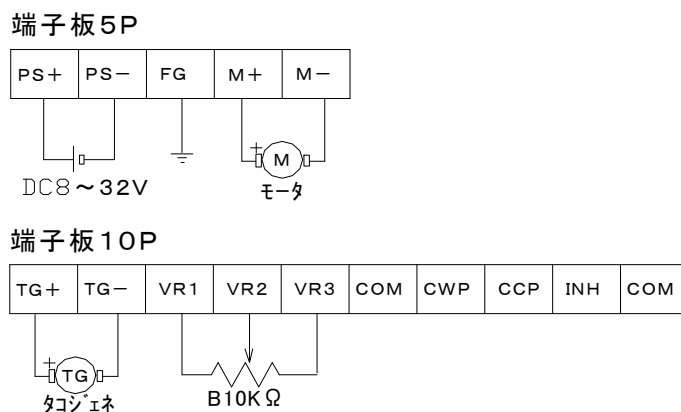 端子板5P
PS+ PS− FG M+ M−
+ M
DC8～32V モータ
端子板10P
TG+ TG− VR1 VR2 VR3 COM CWP CCP INH COM
+ TG
タコジェネ B10KΩ